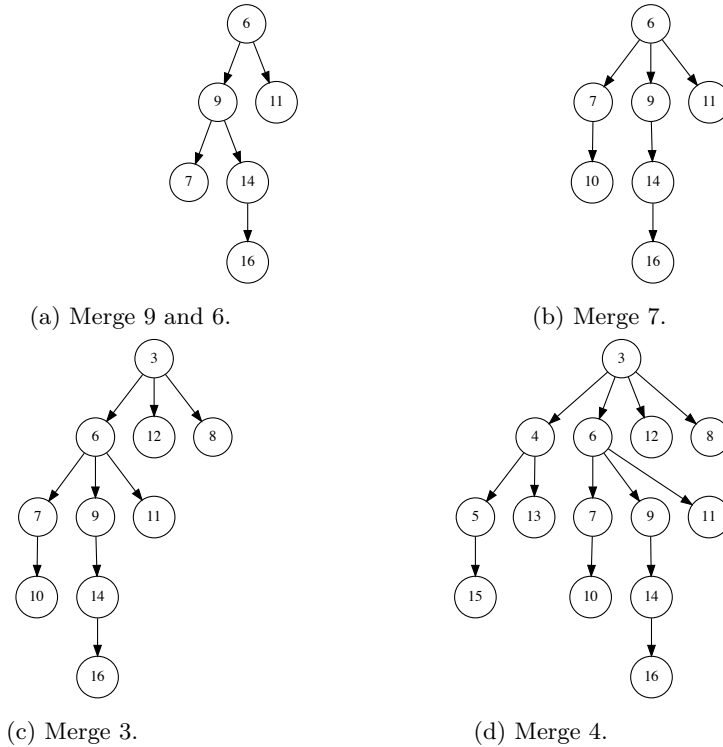 6 6
9 11 7 9 11
7 14 10 14
16 16
(a) Merge 9 and 6. (b) Merge 7.
3 3
6 12 8 4 6 12 8
7 9 11 5 13 7 9 11
10 14 15 10 14
16 16
(c) Merge 3. (d) Merge 4.